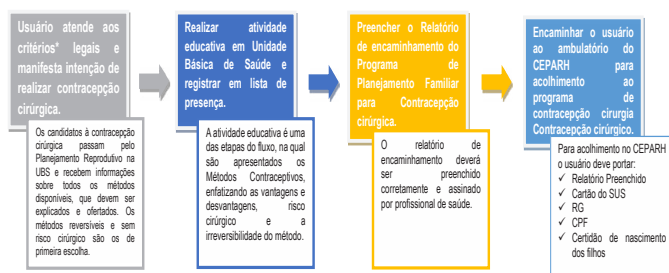 Usuário atende aos
critérios* legais e
manifesta intenção de
realizar contracepção
cirúrgica.
Os candidatos à contracepção
cirúrgica passam pelo
Planejamento Reprodutivo na
UBS e recebem informações
sobre todos os métodos
disponíveis, que devem ser
explicados e ofertados. Os
métodos reversíveis e sem
risco cirúrgico são os de
primeira escolha.
Realizar atividade
educativa em Unidade
Básica de Saúde e
registrar em lista de
presença.
A atividade educativa é uma
das etapas do fluxo, na qual
são apresentados os
Métodos Contraceptivos,
enfatizando as vantagens e
desvantagens, risco
cirúrgico e a
irreversibilidade do método.
Preencher o Relatório
de encaminhamento do
Programa de
Planejamento Familiar
para Contracepção
cirúrgica.
O relatório de
encaminhamento deverá
ser preenchido
corretamente e assinado
por profissional de saúde.
Encaminhar o usuário
ao ambulatório do
CEPARH para
acolhimento ao
programa de
contracepção cirurgia
Contracepção cirúrgico.
Para acolhimento no CEPARH
o usuário deve portar:
✓ Relatório Preenchido
✓ Cartão do SUS
✓ RG
✓ CPF
✓ Certidão de nascimento
dos filhos